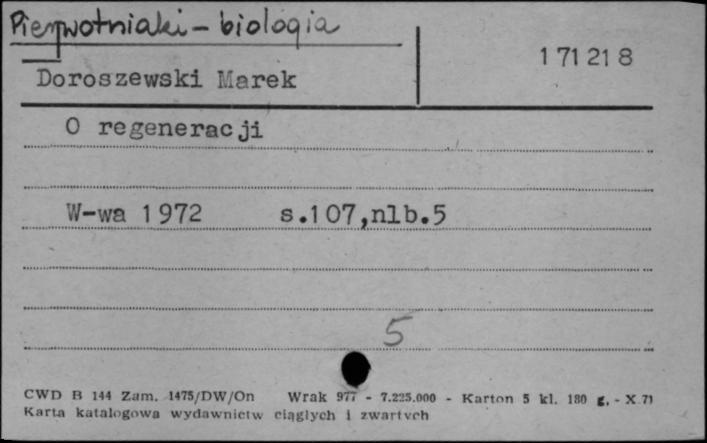 Pierwotniaki – biologia
171218
Doroszewski Marek
O regeneracji
W-wa 1972 s.107,nlb.5
5
CWD B 144 Zam. 1475/DW/On Wrak 977 - 7.225.000 - Karton 5 kl. 180 g. - X 71
Karta katalogowa wydawnictw ciągłych i zwartych